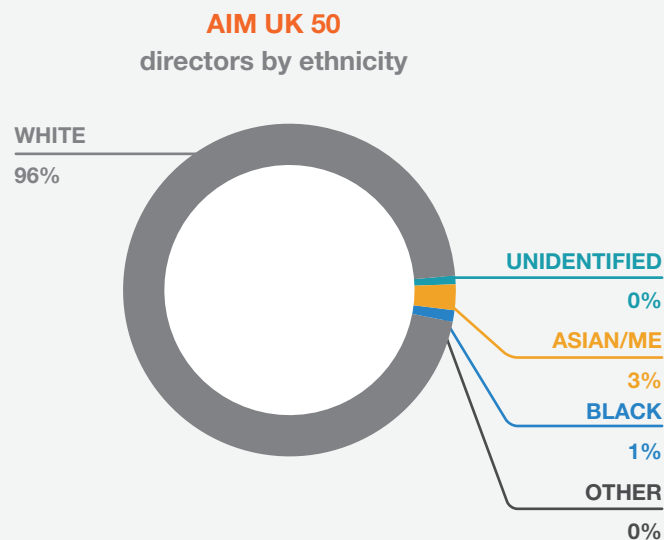 AIM UK 50
directors by ethnicity
WHITE
96%
UNIDENTIFIED
0%
ASIAN/ME
3%
BLACK
1%
OTHER
0%